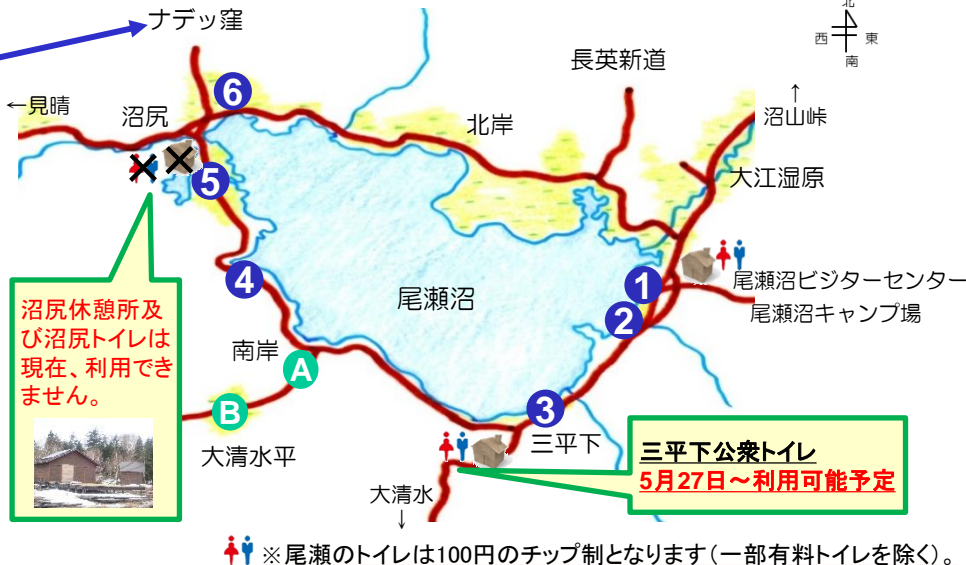 ナデッ窪
北
西
東
南
長英新道
←見晴
沼尻
6
北岸
↑
沼山峠
5
大江湿原
沼尻休憩所及
び沼尻トイレは
現在、利用でき
ません。
4
尾瀬沼
1
尾瀬沼ビジターセンター
尾瀬沼キャンプ場
2
南岸
A
B
大清水平
3
三平下
三平下公衆トイレ
5月27日～利用可能予定
大清水
↓
※尾瀬のトイレは100円のチップ制となります(一部有料トイレを除く)。